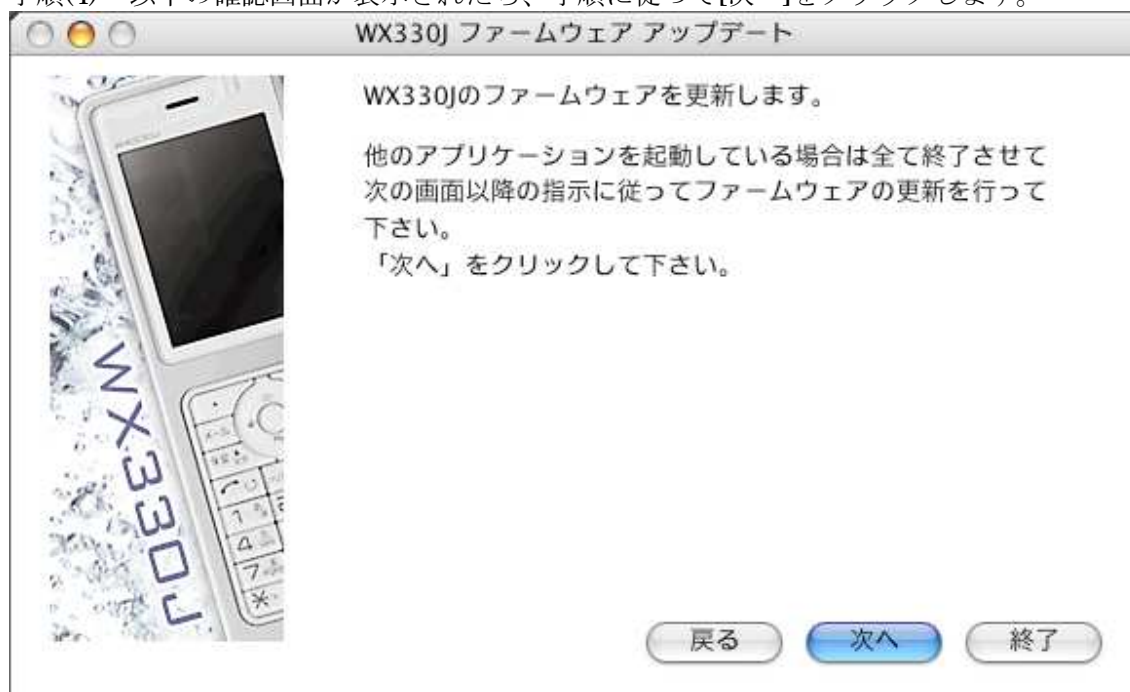 WX330J ファームウェア アップデート
WX330Jのファームウェアを更新します。
他のアプリケーションを起動している場合は全て終了させて
次の画面以降の指示に従ってファームウェアの更新を行って
下さい。
「次へ」をクリックして下さい。
WX330J
戻る
次へ
終了